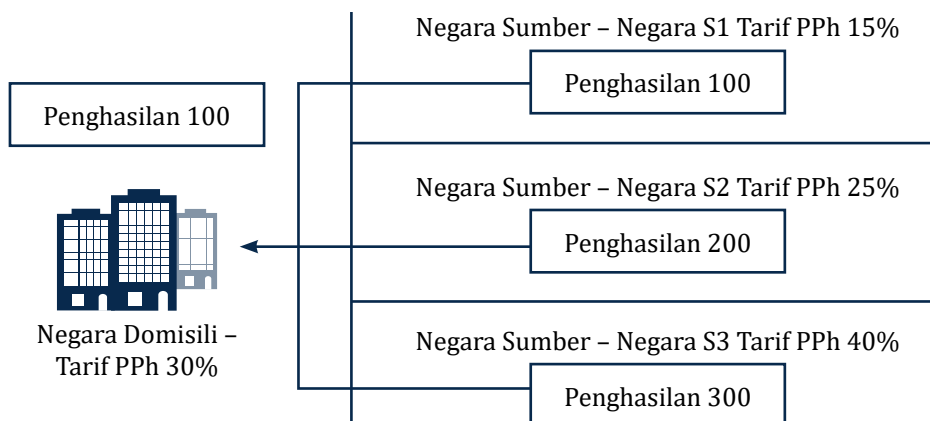 Negara Sumber – Negara S1 Tarif PPh 15%
Penghasilan 100
Penghasilan 100
Negara Sumber – Negara S2 Tarif PPh 25%
Penghasilan 200
Negara Domisili –
Tarif PPh 30%
Negara Sumber – Negara S3 Tarif PPh 40%
Penghasilan 300